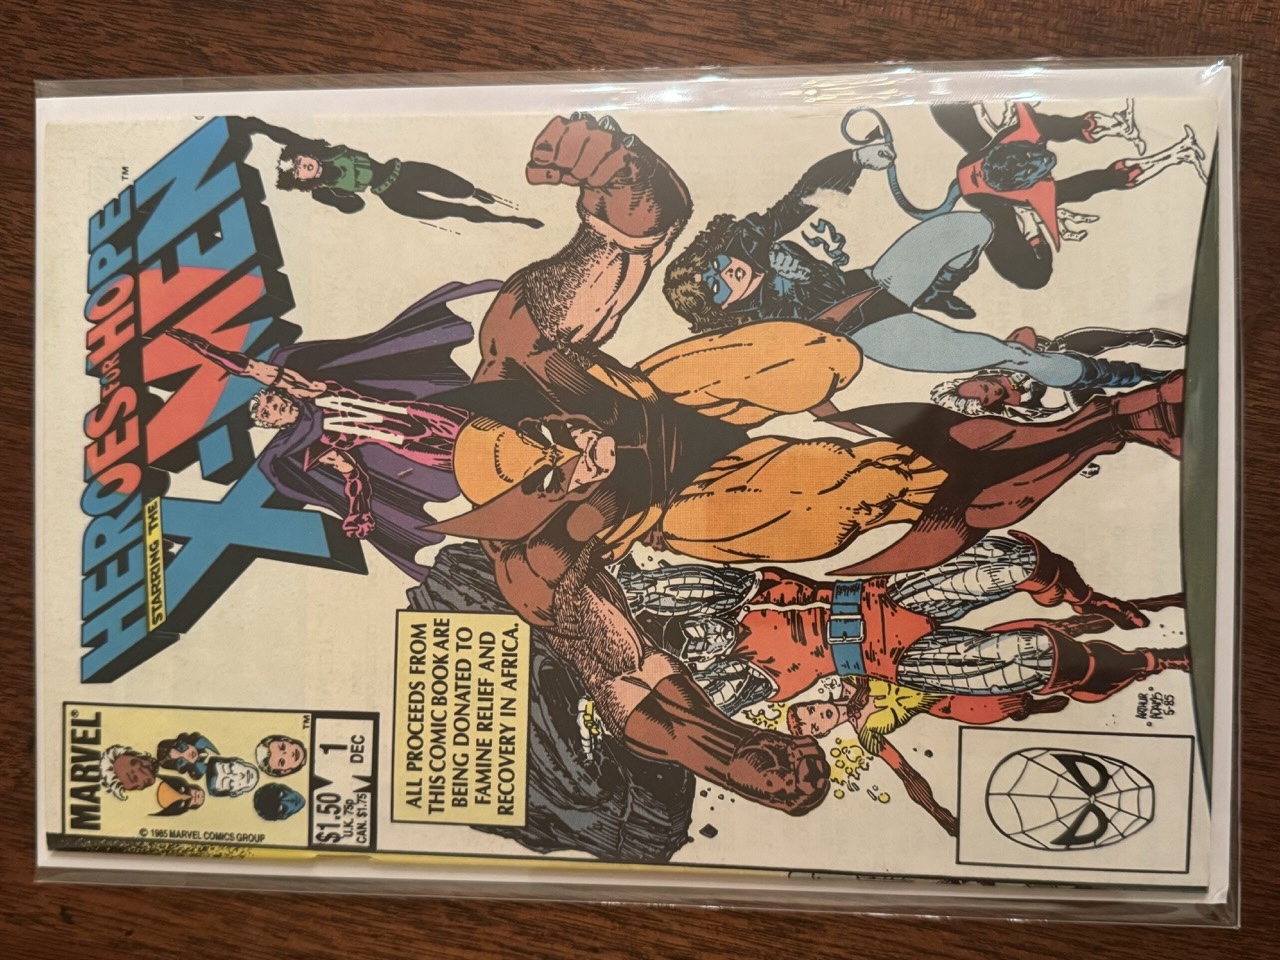 MARVEL®
TM
© 1985 MARVEL COMICS GROUP
$1.50
U.K. 75p
CAN. $1.75
1
DEC
HEROES FOR HOPE
STARRING THE
X-MEN™
ALL PROCEEDS FROM
THIS COMIC BOOK ARE
BEING DONATED TO
FAMINE RELIEF AND
RECOVERY IN AFRICA.
ARTHUR
ADAMS
5-85